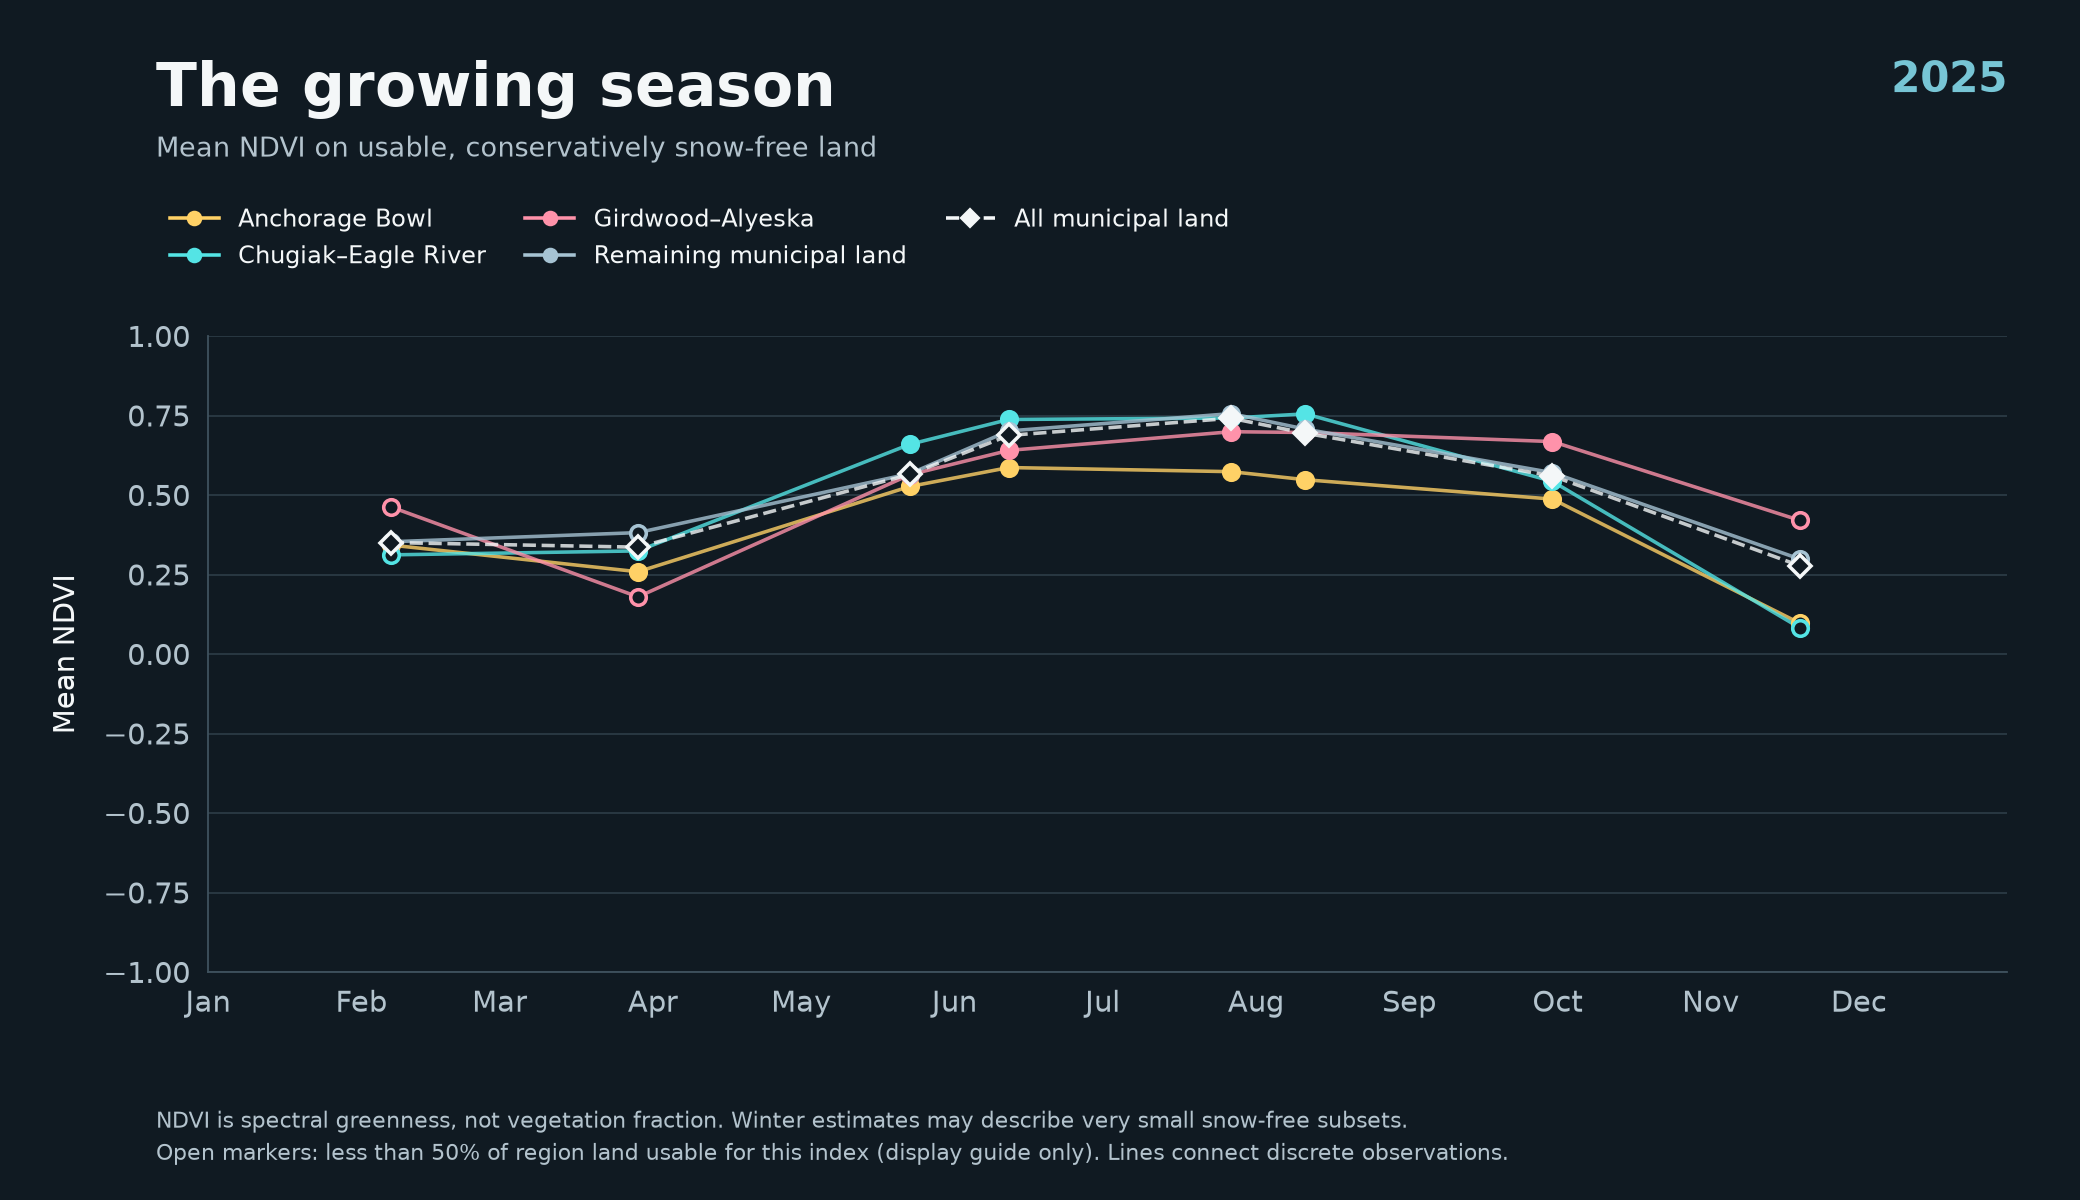 The growing season
2025
Mean NDVI on usable, conservatively snow-free land
Anchorage Bowl
Girdwood–Alyeska
All municipal land
Chugiak–Eagle River
Remaining municipal land
Mean NDVI
1.00
0.75
0.50
0.25
0.00
−0.25
−0.50
−0.75
−1.00
Jan Feb Mar Apr May Jun Jul Aug Sep Oct Nov Dec
NDVI is spectral greenness, not vegetation fraction. Winter estimates may describe very small snow-free subsets.
Open markers: less than 50% of region land usable for this index (display guide only). Lines connect discrete observations.